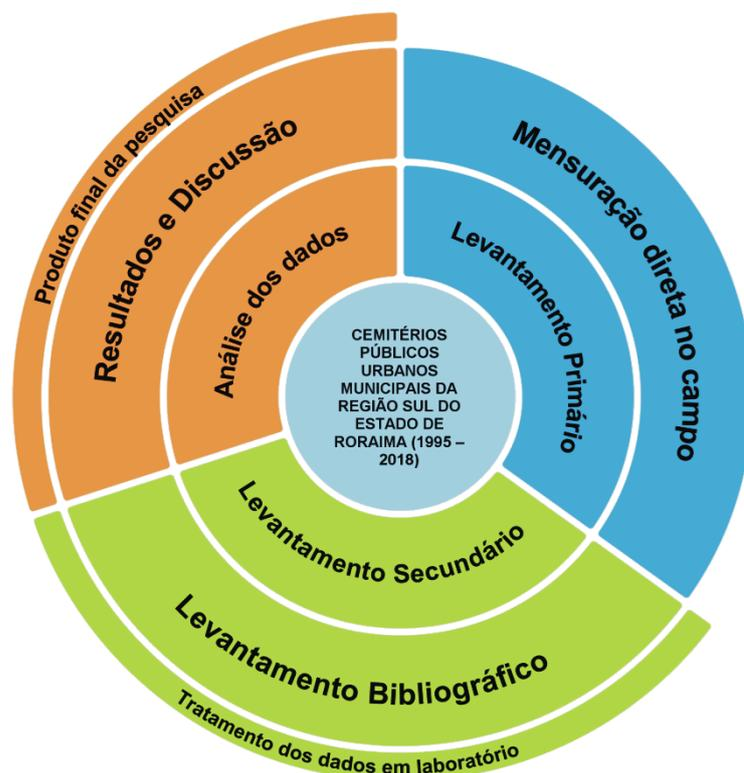 CEMITÉRIOS
PÚBLICOS
URBANOS
MUNICIPAIS DA
REGIÃO SUL DO
ESTADO DE
RORAIMA (1995 –
2018)
Levantamento Primário
Mensuração direta no campo
Levantamento Secundário
Levantamento Bibliográfico
Tratamento dos dados em laboratório
Análise dos dados
Resultados e Discussão
Produto final da pesquisa